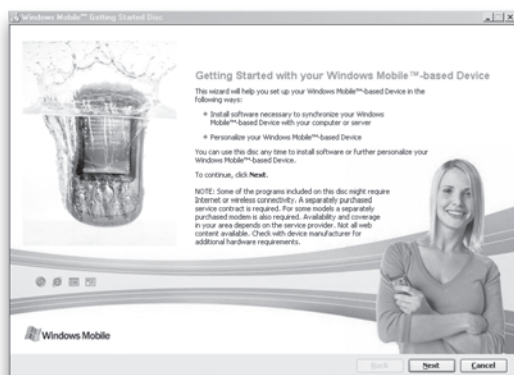 Windows Mobile™ Getting Started Disc
Getting Started with your Windows Mobile™-based Device
This wizard will help you set up your Windows Mobile™-based Device in the
following ways:
Install software necessary to synchronize your Windows
Mobile™-based Device with your computer or server
Personalize your Windows Mobile™-based Device
You can use this disc any time to install software or further personalize your
Windows Mobile™-based Device.
To continue, click Next.
NOTE: Some of the programs included on this disc might require
Internet or wireless connectivity. A separately purchased
service contract is required. For some models a separately
purchased modem is also required. Availability and coverage
in your area depends on the service provider. Not all web
content available. Check with device manufacturer for
additional hardware requirements.
Windows Mobile
Back
Next
Cancel